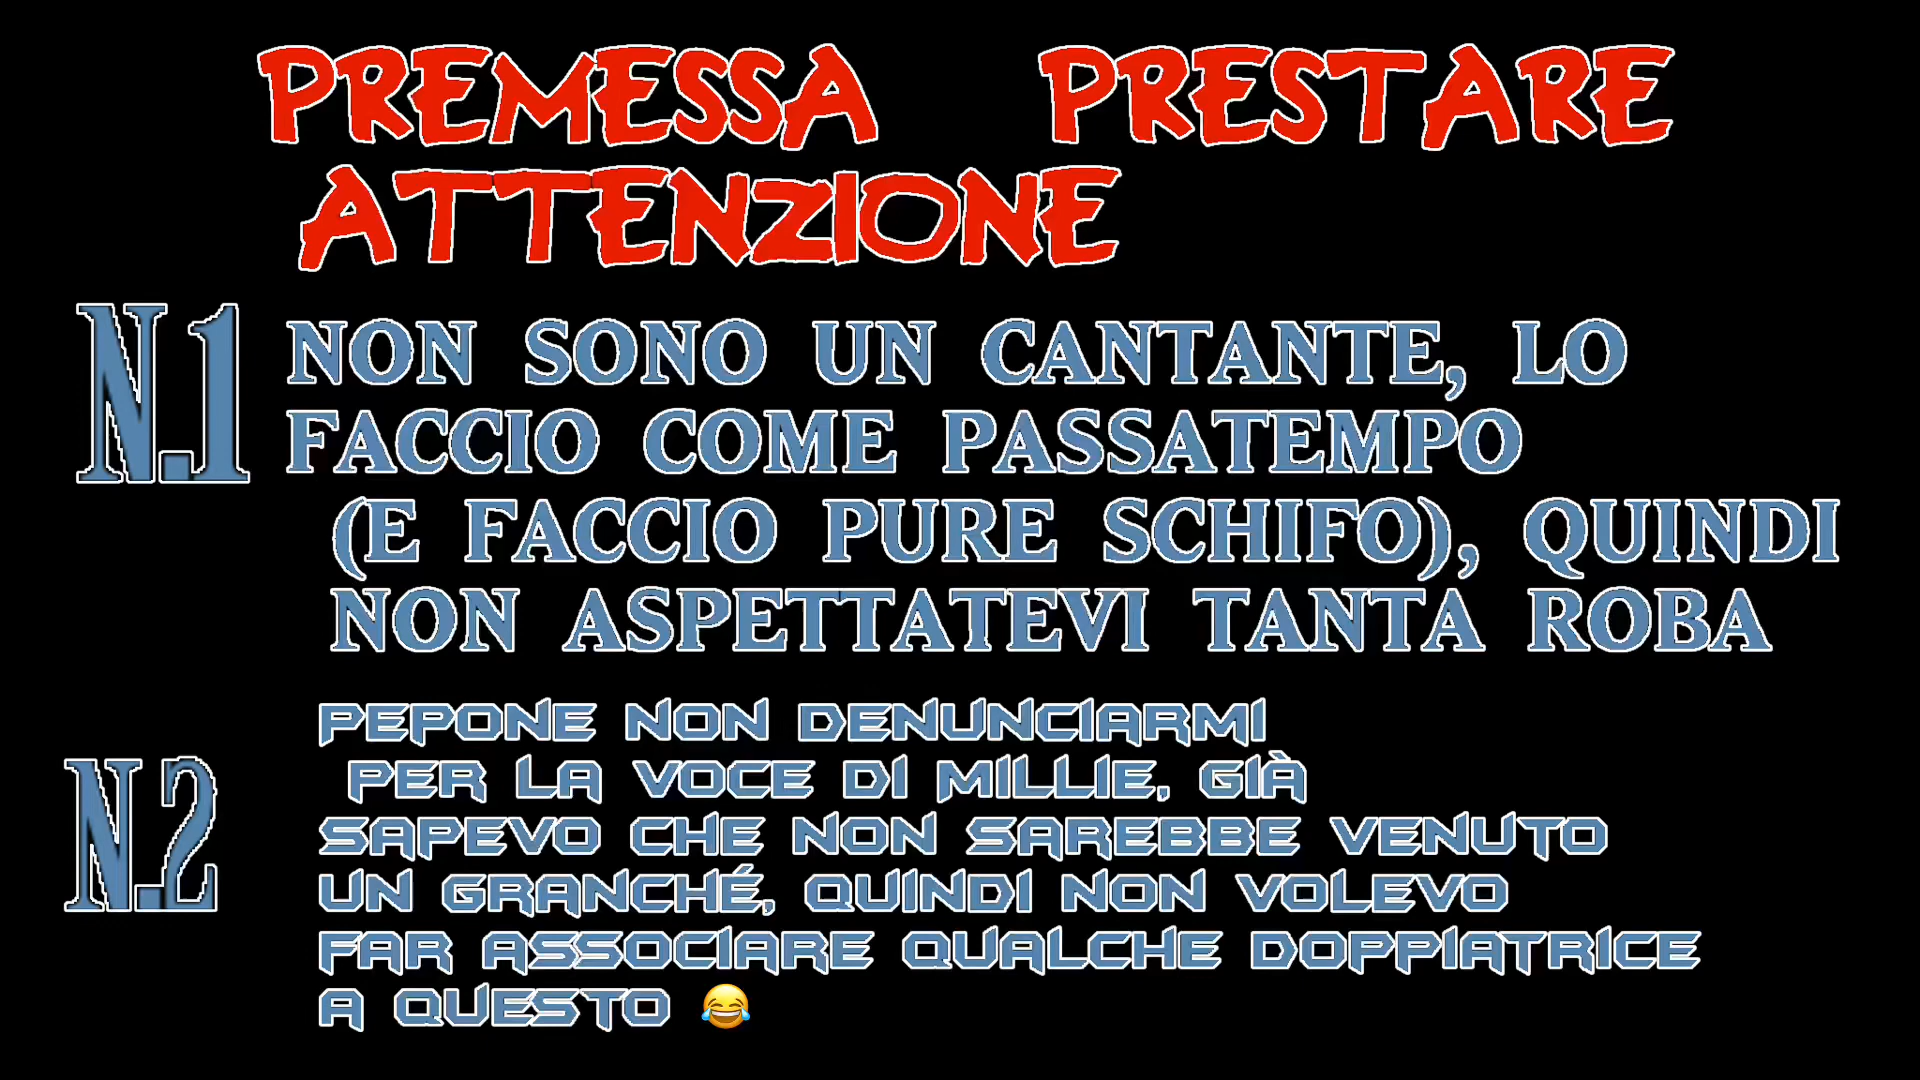 PREMESSA PRESTARE
ATTENZIONE
N.1
NON SONO UN CANTANTE, LO
FACCIO COME PASSATEMPO
(E FACCIO PURE SCHIFO), QUINDI
NON ASPETTATEVI TANTA ROBA
N.2
PEPONE NON DENUNCIARMI
PER LA VOCE DI MILLIE, GIÀ
SAPEVO CHE NON SAREBBE VENUTO
UN GRANCHÉ, QUINDI NON VOLEVO
FAR ASSOCIARE QUALCHE DOPPIATRICE
A QUESTO 😂